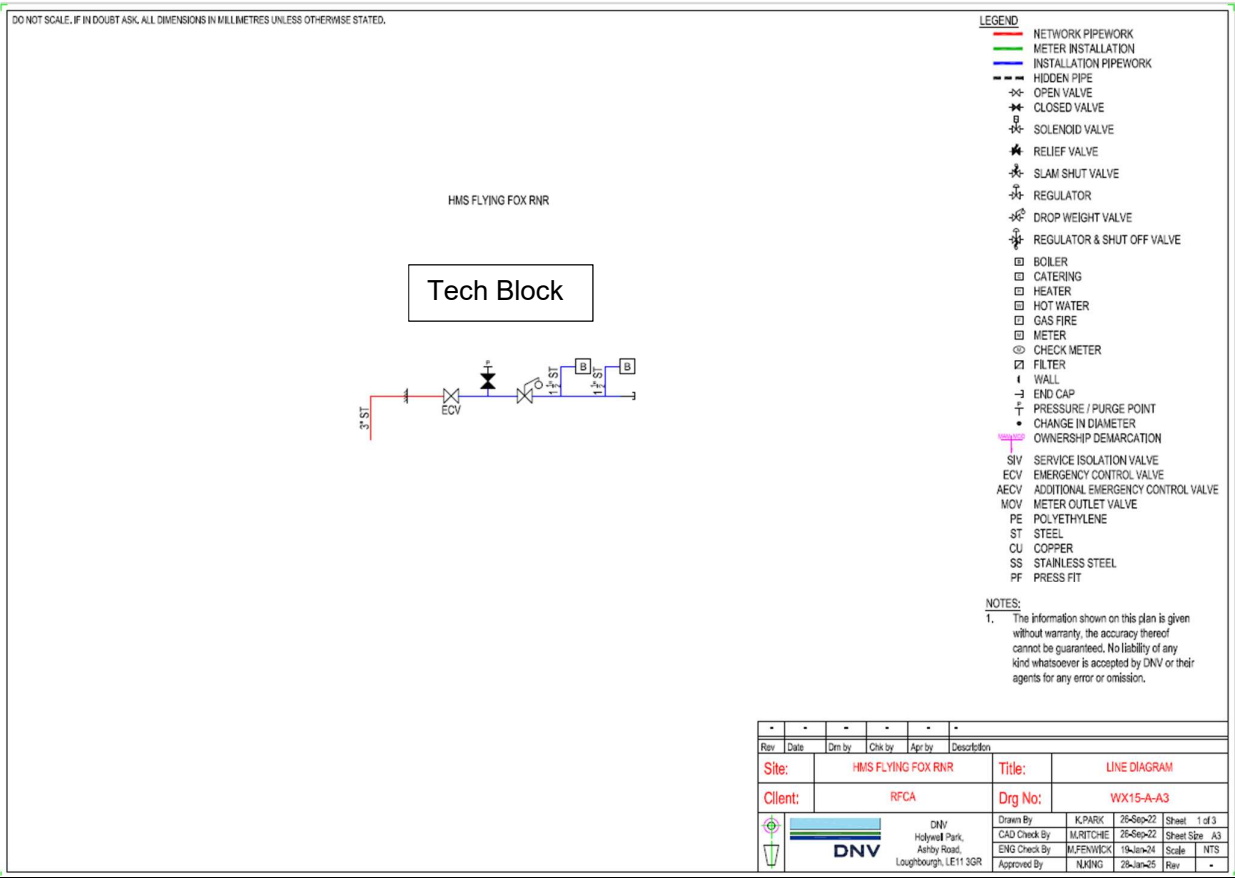 DO NOT SCALE, IF IN DOUBT ASK. ALL DIMENSIONS IN MILLIMETRES UNLESS OTHERWISE STATED.
HMS FLYING FOX RNR
Tech Block
3" ST
ECV
P
1 1/2" ST
B
1 1/2" ST
B
LEGEND
NETWORK PIPEWORK
METER INSTALLATION
INSTALLATION PIPEWORK
HIDDEN PIPE
OPEN VALVE
CLOSED VALVE
SOLENOID VALVE
RELIEF VALVE
SLAM SHUT VALVE
REGULATOR
DROP WEIGHT VALVE
REGULATOR & SHUT OFF VALVE
B BOILER
C CATERING
H HEATER
W HOT WATER
F GAS FIRE
M METER
M CHECK METER
FILTER
WALL
END CAP
P PRESSURE / PURGE POINT
CHANGE IN DIAMETER
OWNERSHIP DEMARCATION
SIV SERVICE ISOLATION VALVE
ECV EMERGENCY CONTROL VALVE
AECV ADDITIONAL EMERGENCY CONTROL VALVE
MOV METER OUTLET VALVE
PE POLYETHYLENE
ST STEEL
CU COPPER
SS STAINLESS STEEL
PF PRESS FIT
NOTES:
1. The information shown on this plan is given
without warranty, the accuracy thereof
cannot be guaranteed. No liability of any
kind whatsoever is accepted by DNV or their
agents for any error or omission.
- - - - - -
Rev Date Drn by Chk by Apr by Description
Site: HMS FLYING FOX RNR Title: LINE DIAGRAM
Client: RFCA Drg No: WX15-A-A3
DNV
DNV
Holywell Park,
Ashby Road,
Loughbourgh, LE11 3GR
Drawn By K.PARK 26-Sep-22 Sheet 1 of 3
CAD Check By M.RITCHIE 26-Sep-22 Sheet Size A3
ENG Check By M.FENWICK 19-Jan-24 Scale NTS
Approved By N.KING 28-Jan-25 Rev -